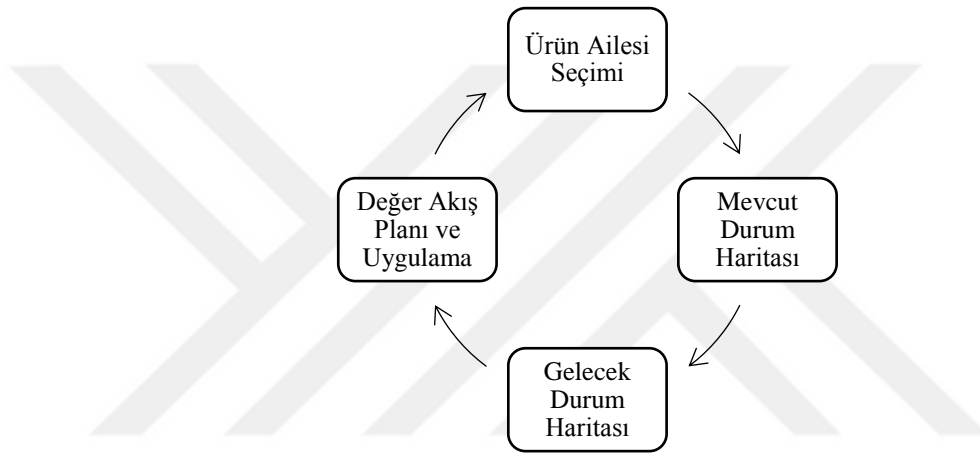 Ürün Ailesi
Seçimi
Mevcut
Durum
Haritası
Gelecek
Durum
Haritası
Değer Akış
Planı ve
Uygulama